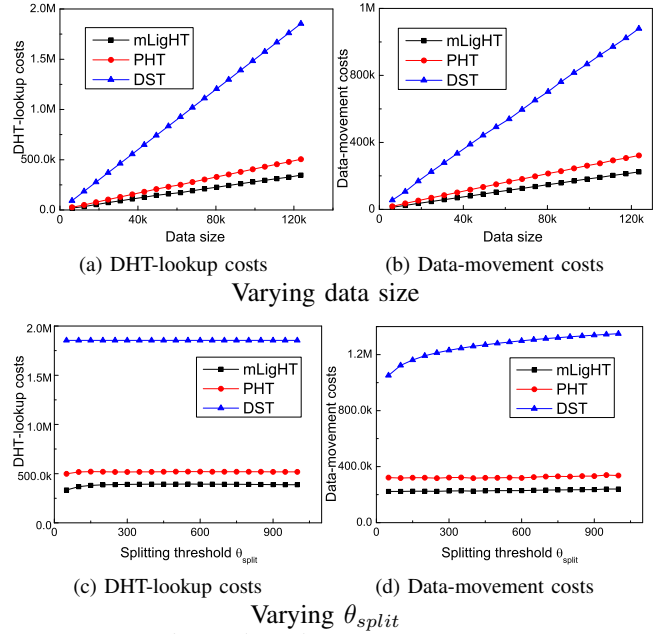 2.0M
1.5M
1.0M
500.0k
0.0
DHT-lookup costs
mLigHT
PHT
DST
40k
80k
120k
Data size
(a) DHT-lookup costs
1M
800k
400k
0
Data-movement costs
mLigHT
PHT
DST
0
40k
80k
120k
Data size
(b) Data-movement costs
Varying data size
2.0M
1.5M
1.0M
500.0k
0.0
DHT-lookup costs
mLigHT
PHT
DST
0
300
600
900
Splitting threshold θsplit
(c) DHT-lookup costs
1.2M
800.0k
400.0k
0.0
Data-movement costs
mLigHT
PHT
DST
0
300
600
900
Splitting threshold θsplit
(d) Data-movement costs
Varying θsplit